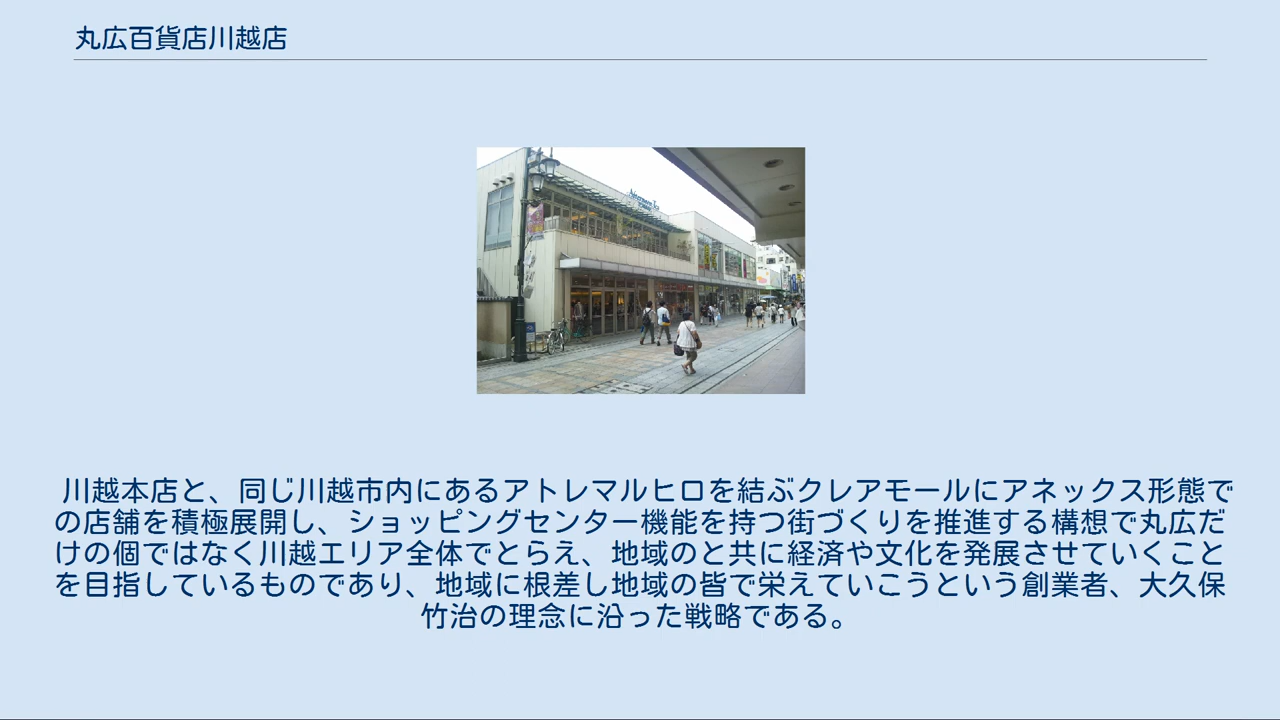 丸広百貨店川越店
川越本店と、同じ川越市内にあるアトレマルヒロを結ぶクレアモールにアネックス形態で
の店舗を積極展開し、ショッピングセンター機能を持つ街づくりを推進する構想で丸広だ
けの個ではなく川越エリア全体でとらえ、地域のと共に経済や文化を発展させていくこと
を目指しているものであり、地域に根差し地域の皆で栄えていこうという創業者、大久保
竹治の理念に沿った戦略である。